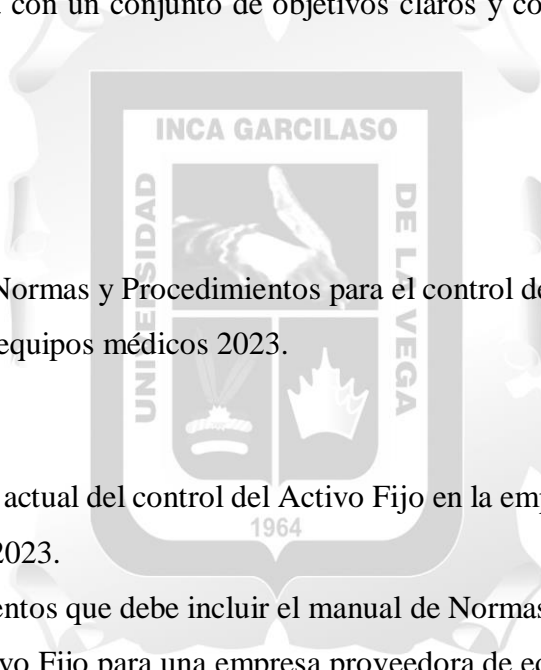 con un conjunto de objetivos claros y co
INCA GARCILASO
UNIVERSIDAD
DE LA VEGA
Normas y Procedimientos para el control de
equipos médicos 2023.
actual del control del Activo Fijo en la emp
1964
2023.
entos que debe incluir el manual de Normas
vo Fijo para una empresa proveedora de eq